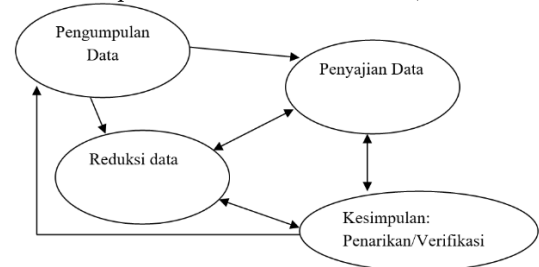 Pengumpulan
Data
Penyajian Data
Reduksi data
Kesimpulan:
Penarikan/Verifikasi